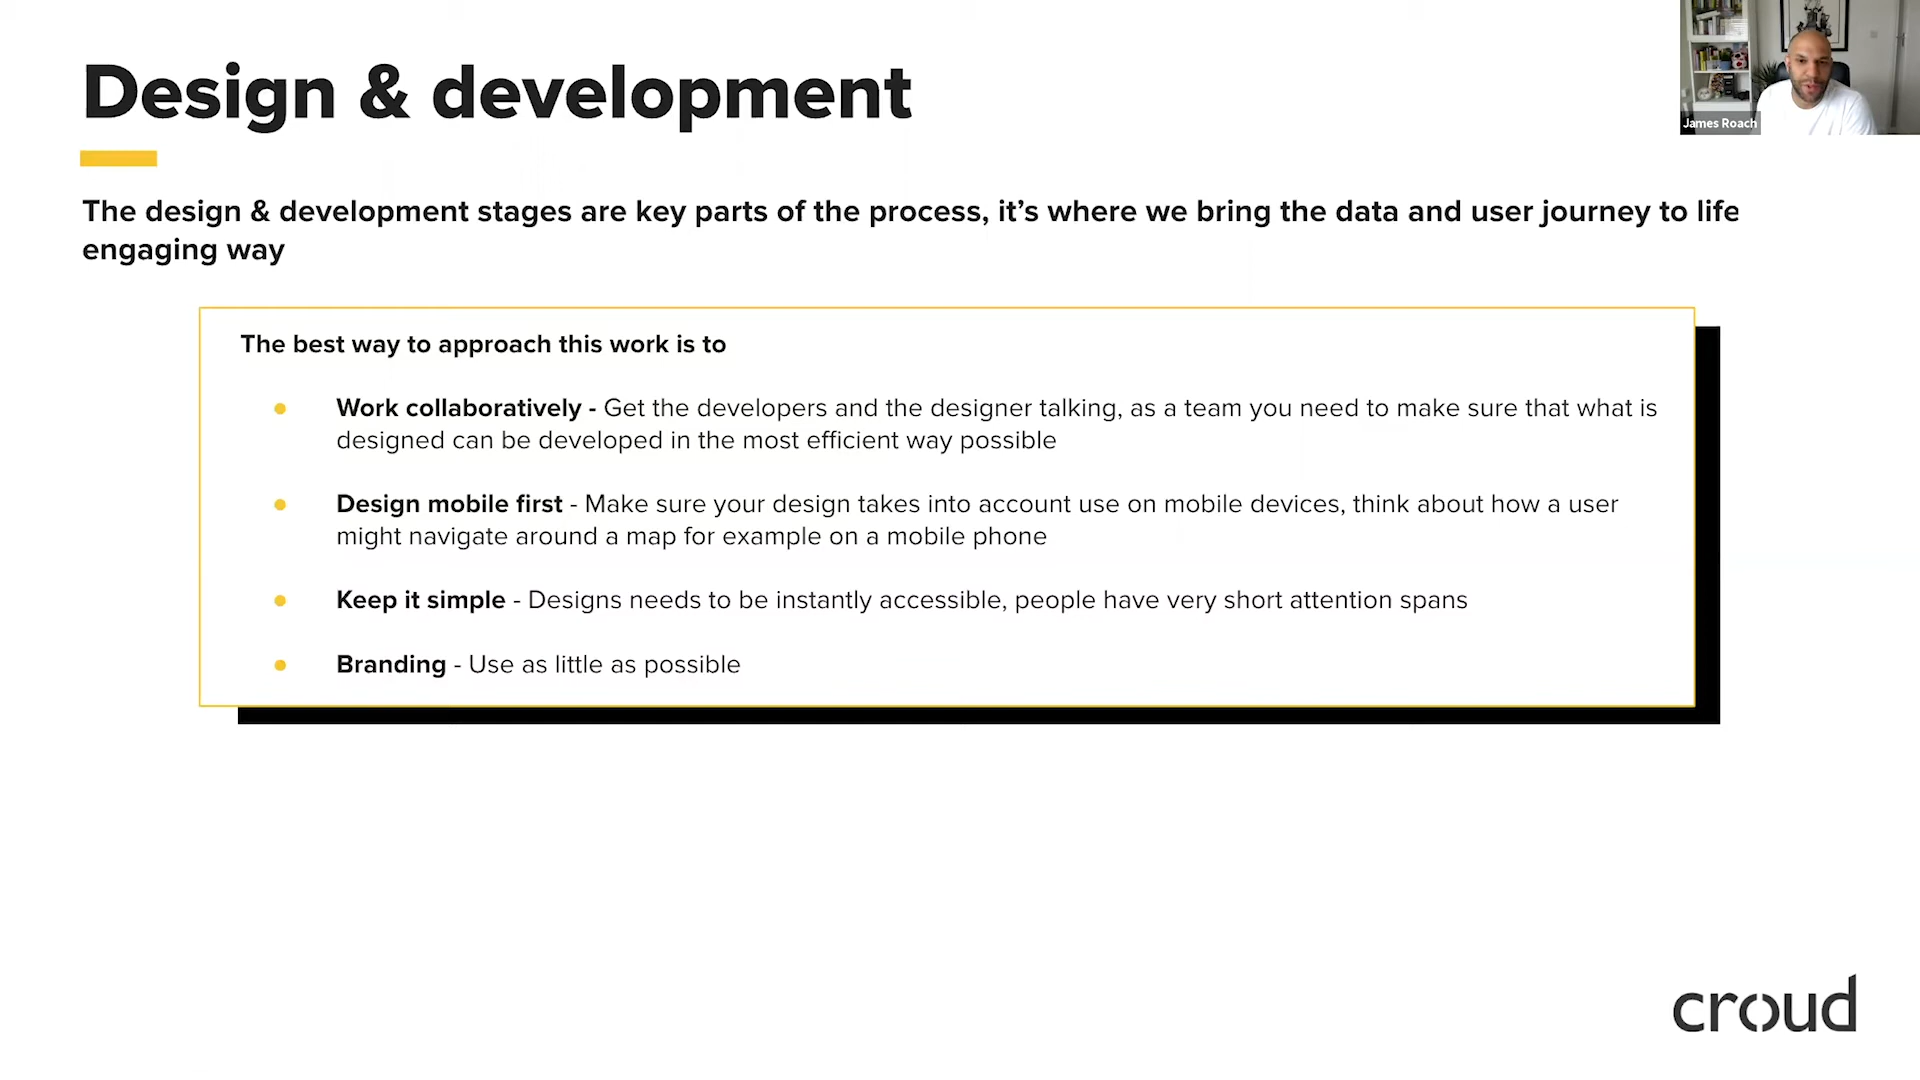 Design & development
James Roach
The design & development stages are key parts of the process, it's where we bring the data and user journey to life
engaging way
The best way to approach this work is to
● Work collaboratively - Get the developers and the designer talking, as a team you need to make sure that what is
designed can be developed in the most efficient way possible
● Design mobile first - Make sure your design takes into account use on mobile devices, think about how a user
might navigate around a map for example on a mobile phone
● Keep it simple - Designs needs to be instantly accessible, people have very short attention spans
● Branding - Use as little as possible
croud